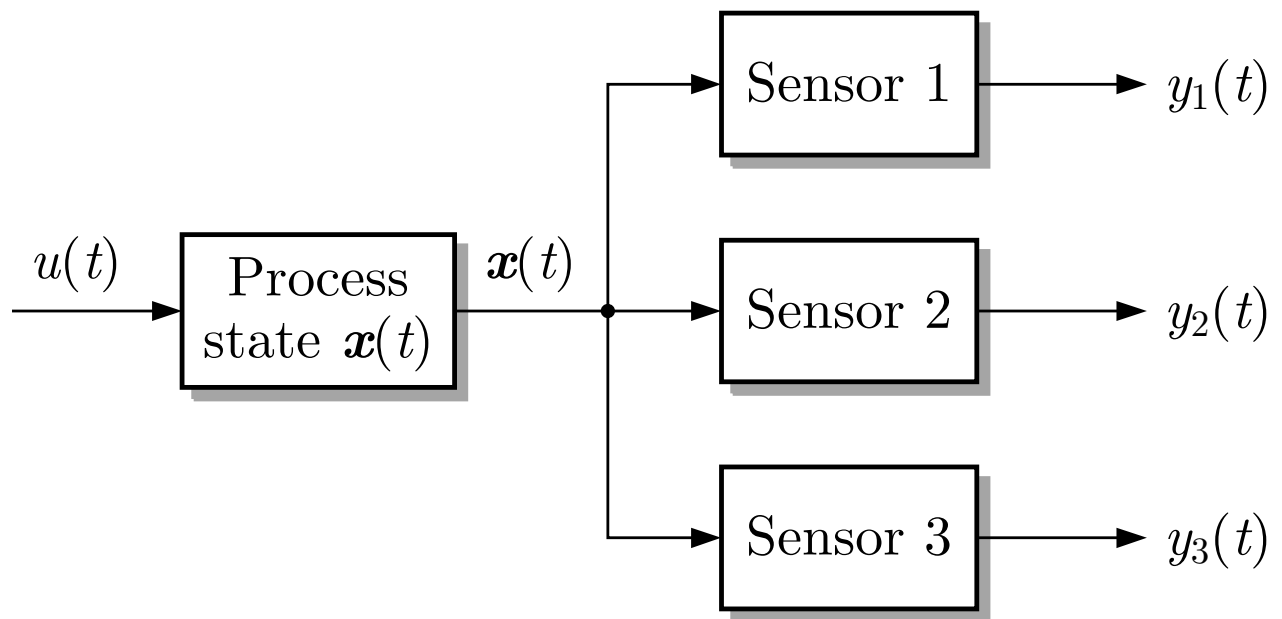 Sensor 1
y₁(t)
u(t)
Process
state x(t)
x(t)
Sensor 2
y₂(t)
Sensor 3
y₃(t)